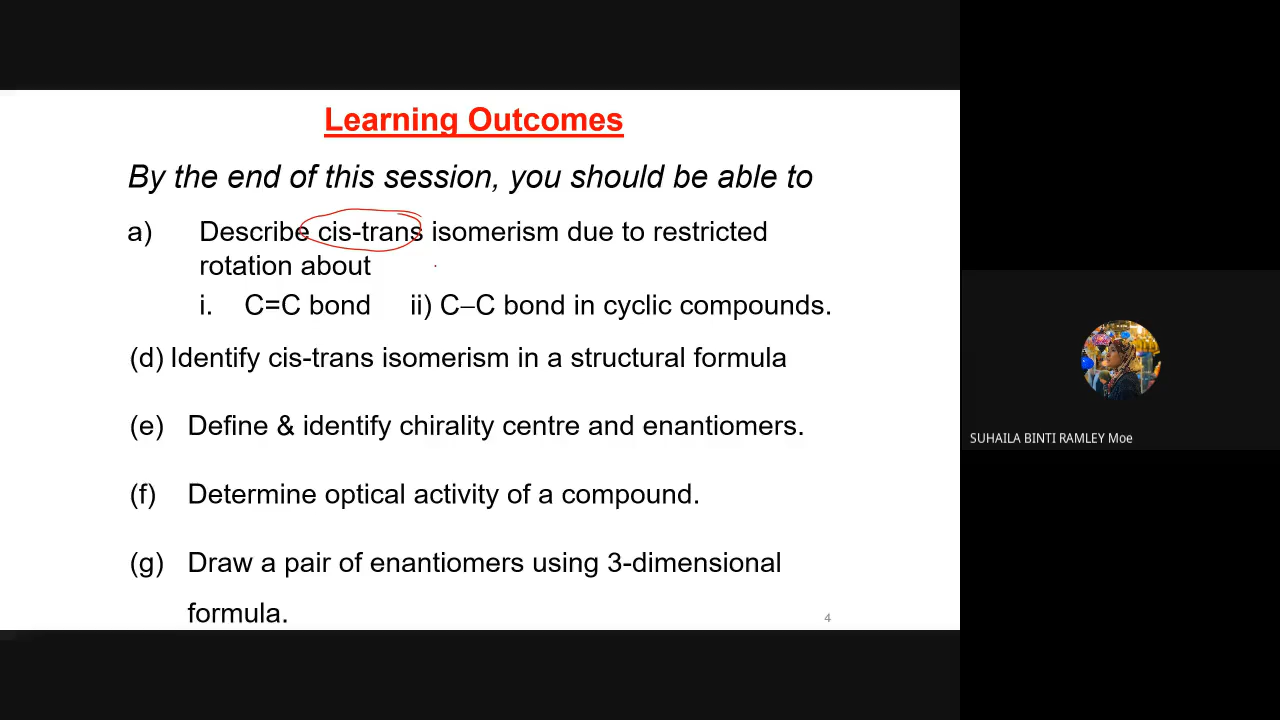 Learning Outcomes
By the end of this session, you should be able to
a) Describe cis-trans isomerism due to restricted
rotation about
i. C=C bond ii) C–C bond in cyclic compounds.
(d) Identify cis-trans isomerism in a structural formula
(e) Define & identify chirality centre and enantiomers.
(f) Determine optical activity of a compound.
(g) Draw a pair of enantiomers using 3-dimensional
formula.
4
SUHAILA BINTI RAMLEY Moe